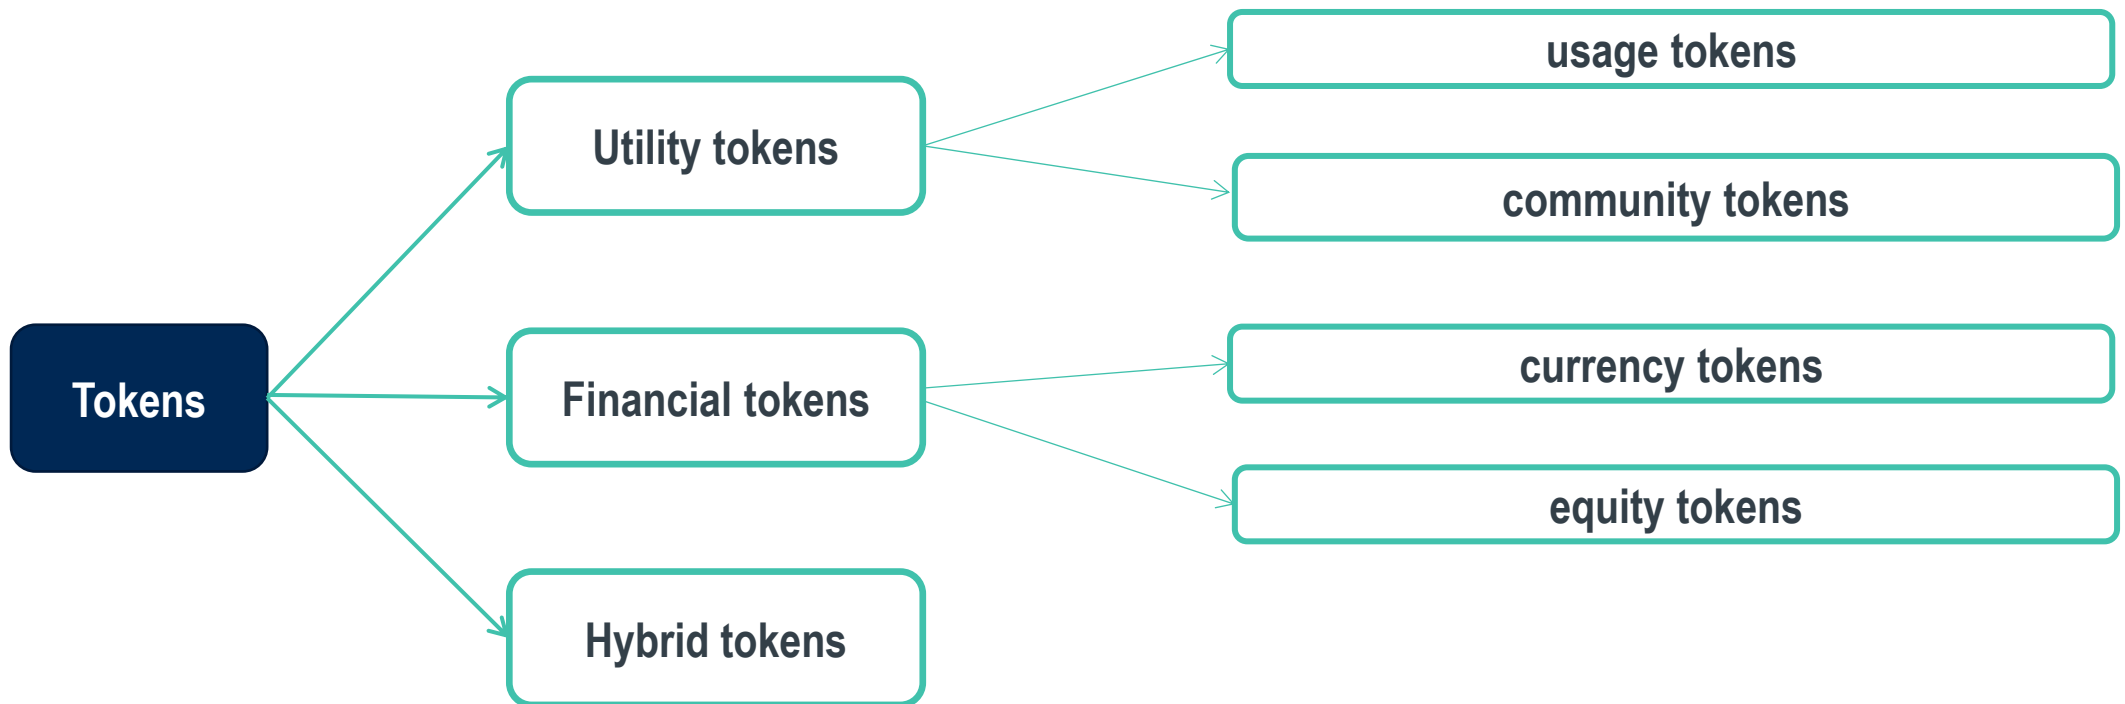 Tokens
Utility tokens
usage tokens
community tokens
Financial tokens
currency tokens
equity tokens
Hybrid tokens